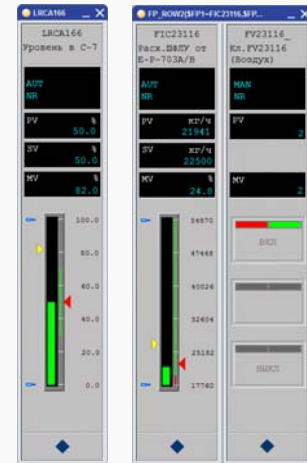 LRCA166
LRCA166
Уровень в С-7
AUT
NR
PV %
50.0
SV %
50.0
MV %
82.0
100.0
80.0
60.0
40.0
20.0
0.0
FP_ROW2($FP1=FIC23116,$FP...
FIC23116
Расх.ПФЛУ от
Е-Р-703А/В
AUT
NR
PV кг/ч
21941
SV кг/ч
22500
MV %
24.8
54870
47448
40026
32604
25182
17760
FV23116_
Кл.FV23116
(Воздух)
MAN
NR
PV
2
MV
2
ВКЛ
ВЫКЛ